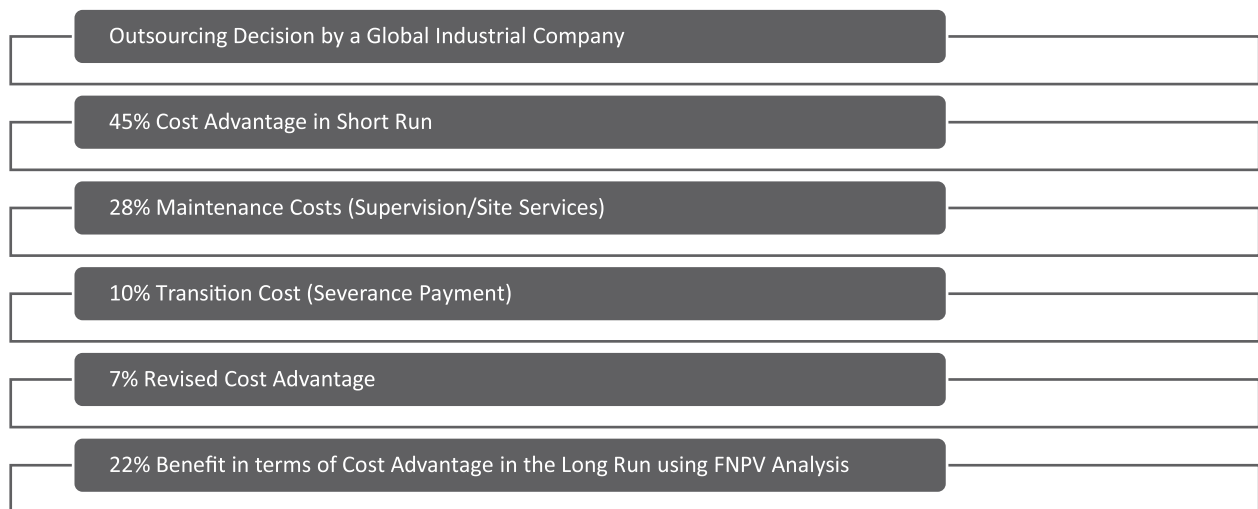 Outsourcing Decision by a Global Industrial Company
45% Cost Advantage in Short Run
28% Maintenance Costs (Supervision/Site Services)
10% Transition Cost (Severance Payment)
7% Revised Cost Advantage
22% Benefit in terms of Cost Advantage in the Long Run using FNPV Analysis